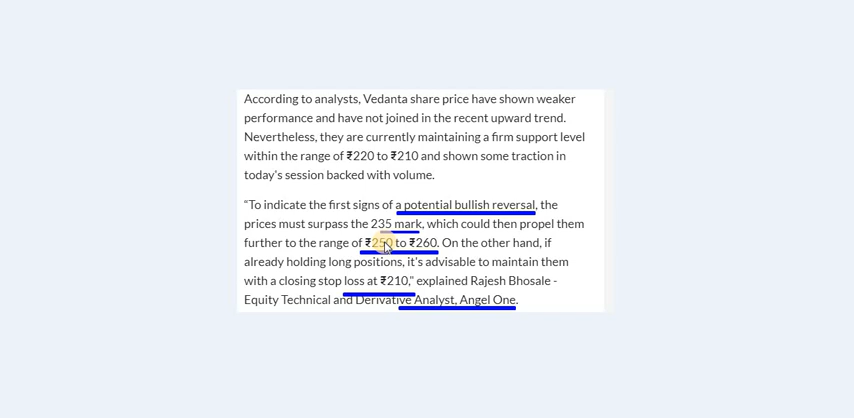 According to analysts, Vedanta share price have shown weaker
performance and have not joined in the recent upward trend.
Nevertheless, they are currently maintaining a firm support level
within the range of ₹220 to ₹210 and shown some traction in
today's session backed with volume.
“To indicate the first signs of a potential bullish reversal, the
prices must surpass the 235 mark, which could then propel them
further to the range of ₹250 to ₹260. On the other hand, if
already holding long positions, it's advisable to maintain them
with a closing stop loss at ₹210,” explained Rajesh Bhosale -
Equity Technical and Derivative Analyst, Angel One.